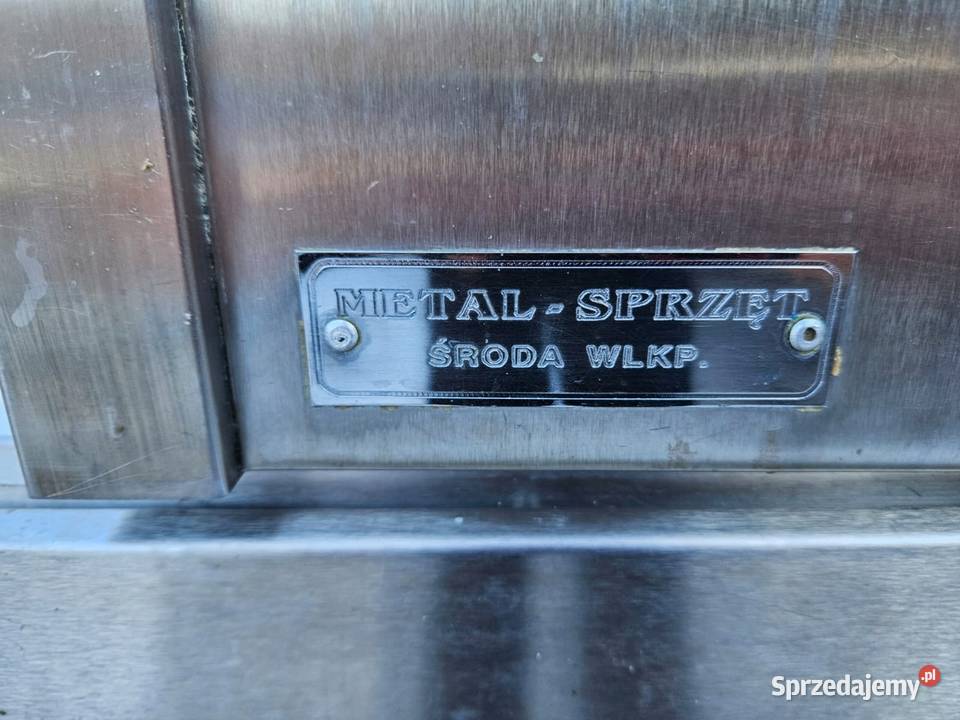 METAL - SPRZĘT
ŚRODA WLKP.
Sprzedajemy.pl